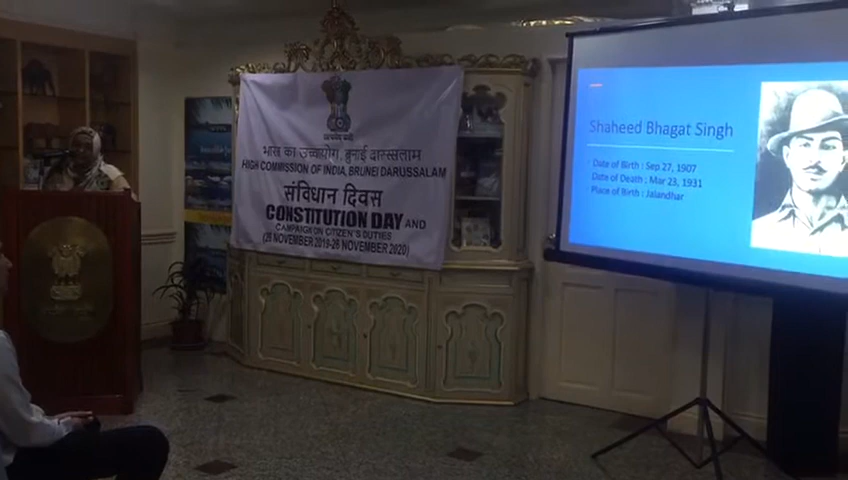 भारत का उच्चायोग, ब्रुनेई दारुस्सलाम
HIGH COMMISSION OF INDIA, BRUNEI DARUSSALAM
संविधान दिवस
CONSTITUTION DAY AND
CAMPAIGN ON CITIZEN'S DUTIES
(26 NOVEMBER 2019-26 NOVEMBER 2020)
Shaheed Bhagat Singh
Date of Birth : Sep 27, 1907
Date of Death : Mar 23, 1931
Place of Birth : Jalandhar